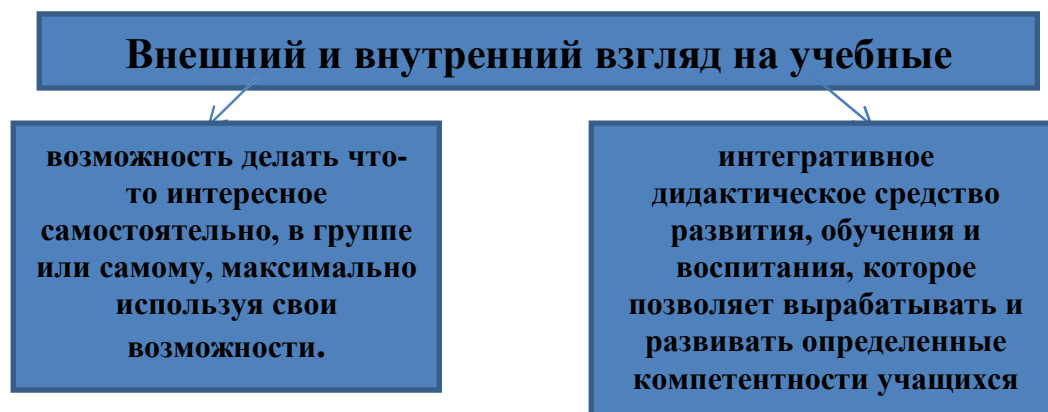 Внешний и внутренний взгляд на учебные
возможность делать что-
то интересное
самостоятельно, в группе
или самому, максимально
используя свои
возможности.
интегративное
дидактическое средство
развития, обучения и
воспитания, которое
позволяет вырабатывать и
развивать определенные
компетентности учащихся